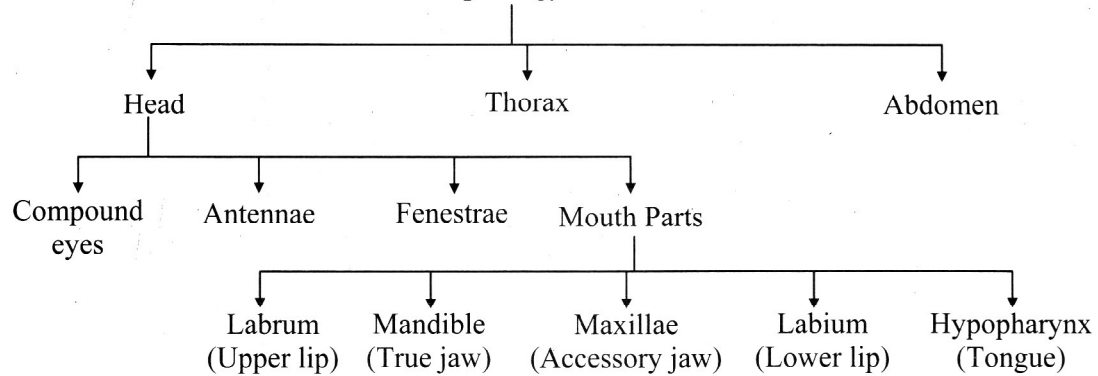 Head Thorax Abdomen
Compound eyes Antennae Fenestrae Mouth Parts
Labrum Mandible Maxillae Labium Hypopharynx
(Upper lip) (True jaw) (Accessory jaw) (Lower lip) (Tongue)